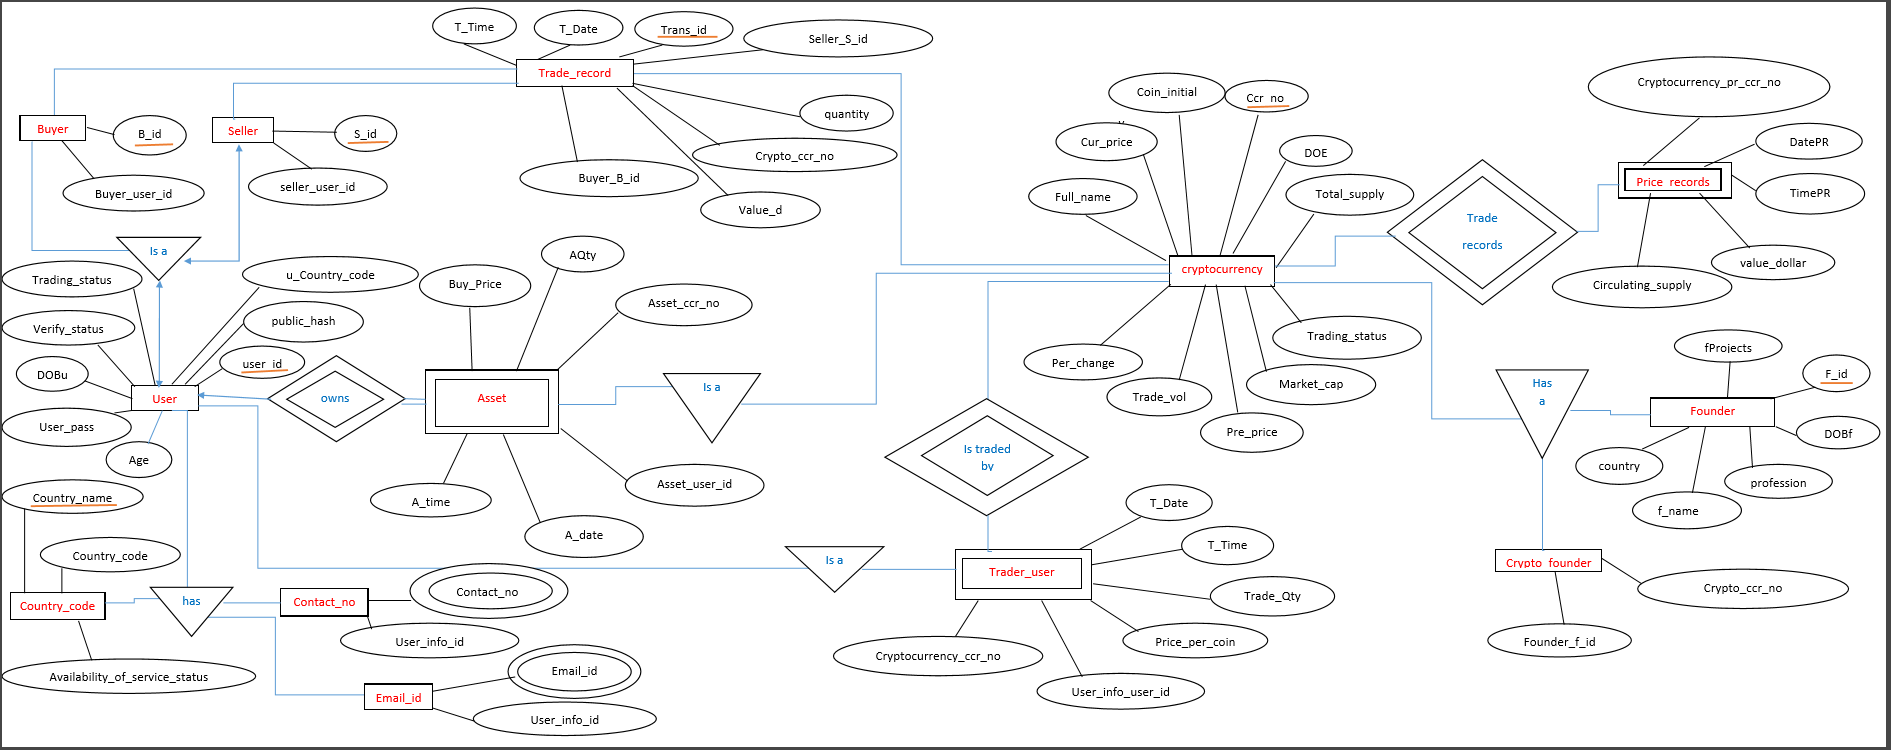 T_Time
T_Date
Trans_id
Seller_S_id
Trade_record
quantity
Crypto_ccr_no
Buyer_B_id
Value_d
Buyer
B_id
Buyer_user_id
Seller
S_id
seller_user_id
Is a
Coin_initial
Ccr_no
Cur_price
DOE
Full_name
Total_supply
cryptocurrency
Trading_status
Per_change
Trade_vol
Market_cap
Pre_price
Trade
records
Cryptocurrency_pr_ccr_no
DatePR
Price_records
TimePR
value_dollar
Circulating_supply
Trading_status
u_Country_code
Verify_status
public_hash
DOBu
user_id
User
User_pass
Age
owns
Buy_Price
AQty
Asset_ccr_no
Asset
A_time
Asset_user_id
A_date
Is a
Is traded
by
fProjects
F_id
Has
a
Founder
DOBf
country
profession
f_name
Country_name
Country_code
Country_code
has
Contact_no
Contact_no
User_info_id
Availability_of_service_status
Email_id
Email_id
User_info_id
Is a
Trader_user
T_Date
T_Time
Trade_Qty
Price_per_coin
Cryptocurrency_ccr_no
User_info_user_id
Crypto_founder
Crypto_ccr_no
Founder_f_id